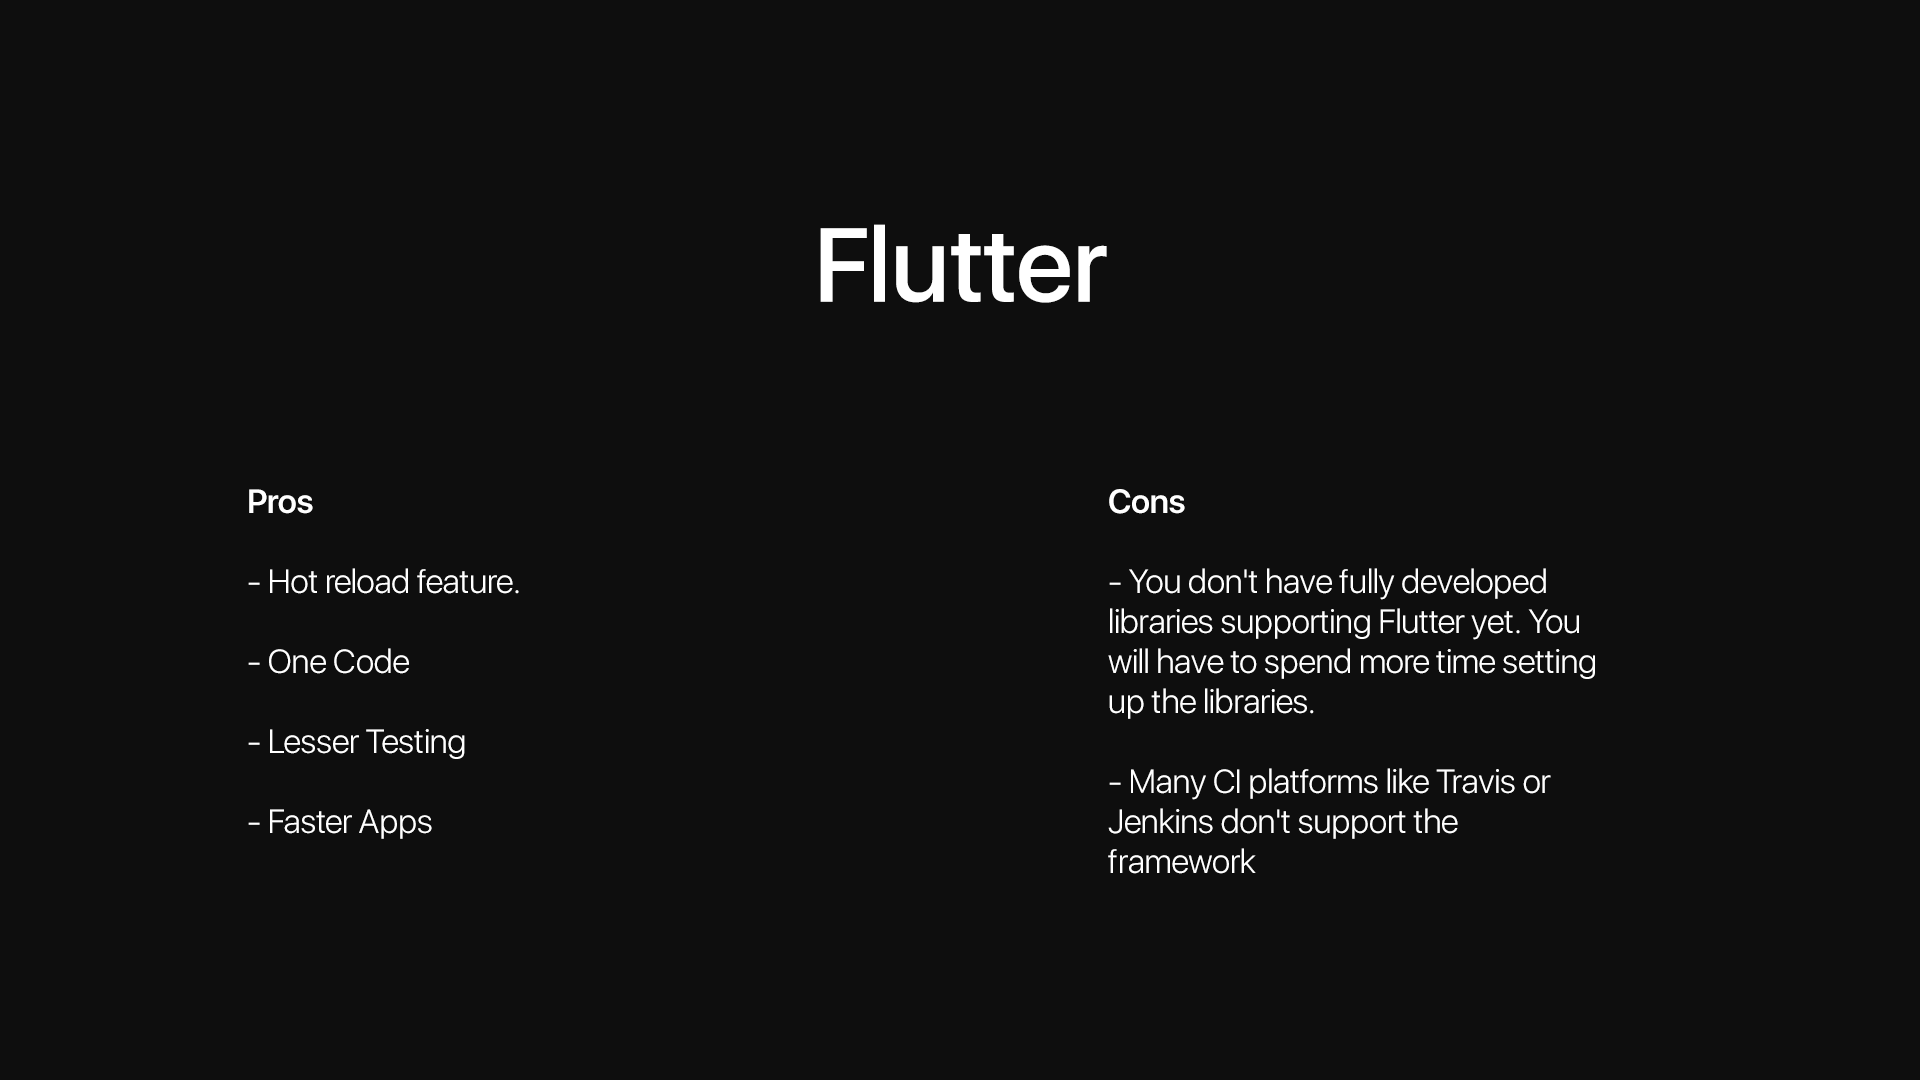 Flutter
Pros
- Hot reload feature.
- One Code
- Lesser Testing
- Faster Apps
Cons
- You don't have fully developed
libraries supporting Flutter yet. You
will have to spend more time setting
up the libraries.
- Many CI platforms like Travis or
Jenkins don't support the
framework